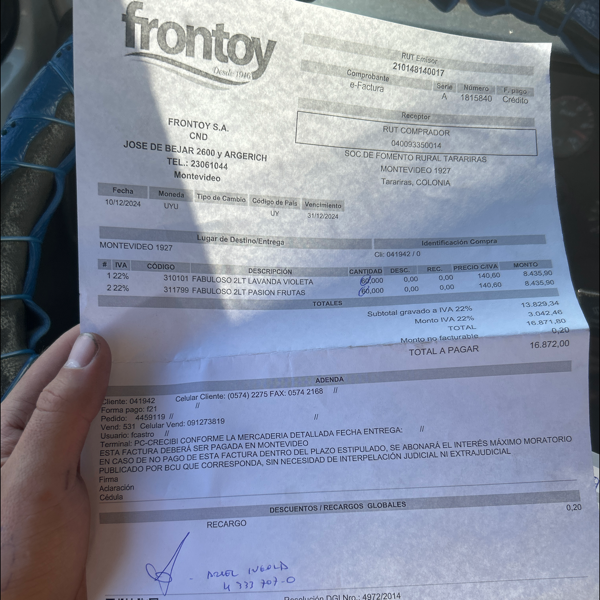 frontoy
Desde 1946
RUT Emisor
210148140017
Comprobante Serie Número F. pago
e-Factura A 1815840 Crédito
Receptor
RUT COMPRADOR
040093350014
SOC DE FOMENTO RURAL TARARIRAS
MONTEVIDEO 1927
Tarariras, COLONIA
FRONTOY S.A.
CND
JOSE DE BEJAR 2600 y ARGERICH
TEL.: 23061044
Montevideo
Fecha Moneda Tipo de Cambio Código de País Vencimiento
10/12/2024 UYU UY 31/12/2024
Lugar de Destino/Entrega Identificación Compra
MONTEVIDEO 1927 Cli: 041942 / 0
# IVA CÓDIGO DESCRIPCIÓN CANTIDAD DESC. REC. PRECIO C/IVA MONTO
1 22% 310101 FABULOSO 2LT LAVANDA VIOLETA 60,000 0,00 0,00 140,60 8.435,90
2 22% 311799 FABULOSO 2LT PASION FRUTAS 60,000 0,00 0,00 140,60 8.435,90
TOTALES
Subtotal gravado a IVA 22% 13.829,34
Monto IVA 22% 3.042,46
TOTAL 16.871,80
Monto no facturable 0,20
TOTAL A PAGAR 16.872,00
ADENDA
Cliente: 041942 Celular Cliente: (0574) 2275 FAX: 0574 2168 //
Forma pago: f21 //
Pedido: 4459119 // //
Vend: 531 Celular Vend: 091273819
Usuario: fcastro //
Terminal: PC-CRECIBI CONFORME LA MERCADERIA DETALLADA FECHA ENTREGA: //
ESTA FACTURA DEBERÁ SER PAGADA EN MONTEVIDEO
EN CASO DE NO PAGO DE ESTA FACTURA DENTRO DEL PLAZO ESTIPULADO, SE ABONARÁ EL INTERÉS MÁXIMO MORATORIO
PUBLICADO POR BCU QUE CORRESPONDA, SIN NECESIDAD DE INTERPELACIÓN JUDICIAL NI EXTRAJUDICIAL
Firma
Aclaración
Cédula
DESCUENTOS / RECARGOS GLOBALES
RECARGO 0,20
4 933 707-0
Resolución DGI Nro.: 4972/2014